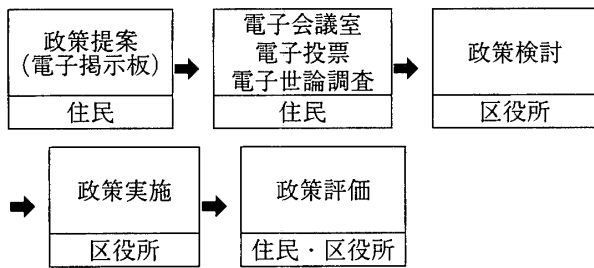 政策提案
(電子掲示板)
住民
電子会議室
電子投票
電子世論調査
住民
政策検討
区役所
政策実施
区役所
政策評価
住民・区役所